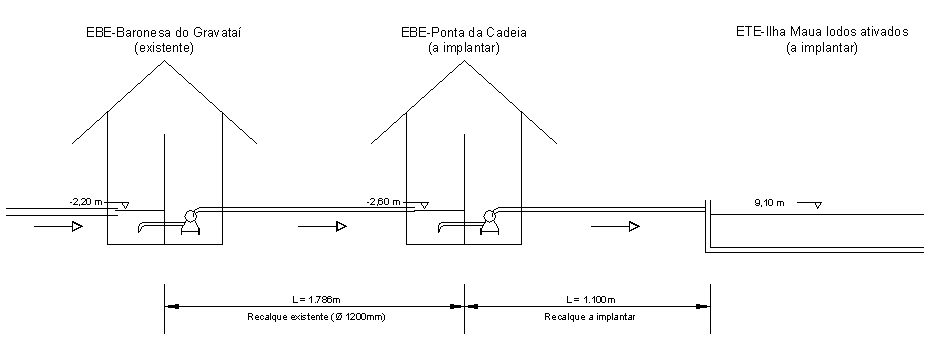 EBE-Baronesa do Gravataí
(existente)
EBE-Ponta da Cadeia
(a implantar)
ETE-Ilha Maua lodos ativados
(a implantar)
-2,20 m
-2,60 m
9,10 m
L = 1.786m
Recalque existente (Ø 1200mm)
L = 1.100m
Recalque a implantar